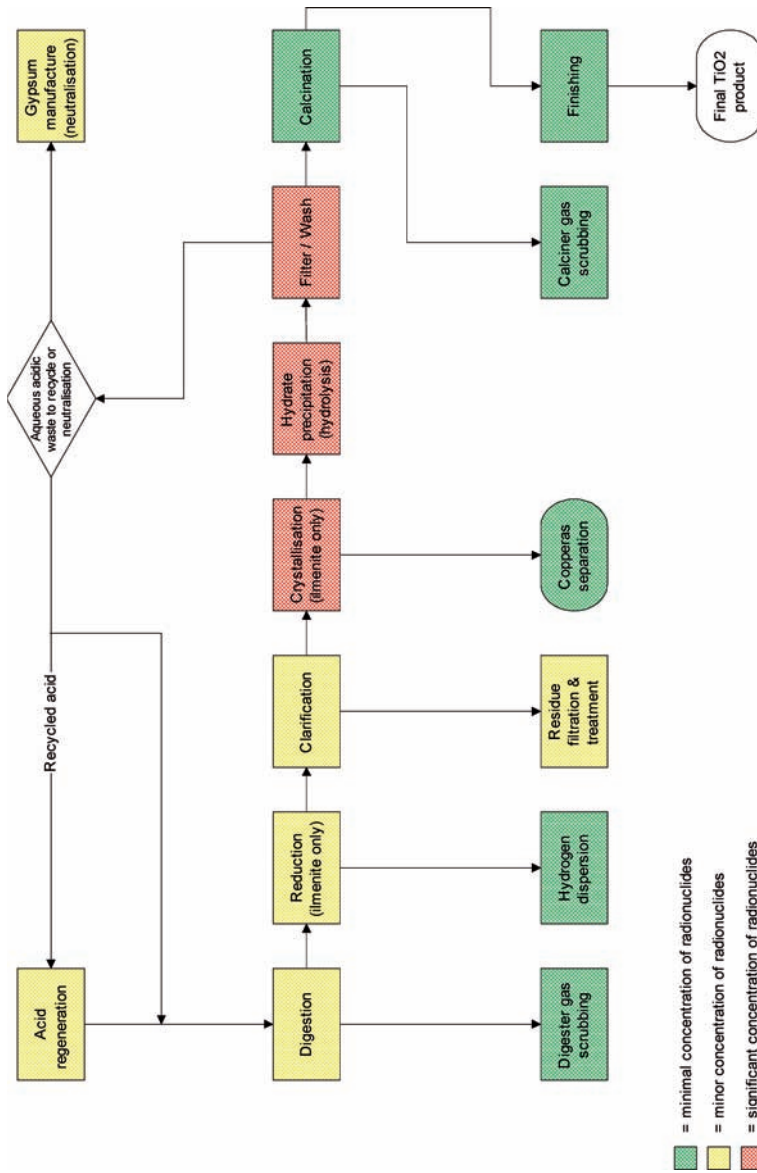 Acid
regeneration
Recycled acid
Aqueous acidic
waste to recycle or
neutralisation
Gypsum
manufacture
(neutralisation)
Digestion
Reduction
(ilmenite only)
Clarification
Crystallisation
(ilmenite only)
Hydrate
precipitation
(hydrolysis)
Filter / Wash
Calcination
Digester gas
scrubbing
Hydrogen
dispersion
Residue
filtration &
treatment
Copperas
separation
Calciner gas
scrubbing
Finishing
Final TiO2
product
= minimal concentration of radionuclides
= minor concentration of radionuclides
= significant concentration of radionuclides